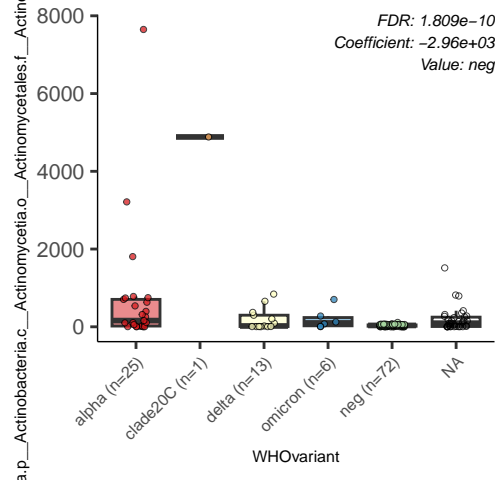 FDR: 1.809e−10
Coefficient: −2.96e+03
Value: neg
a.p__Actinobacteria.c__Actinomycetia.o__Actinomycetales.f__Actino
8000
6000
4000
2000
0
alpha (n=25)
clade20C (n=1)
delta (n=13)
omicron (n=6)
neg (n=72)
NA
WHOvariant